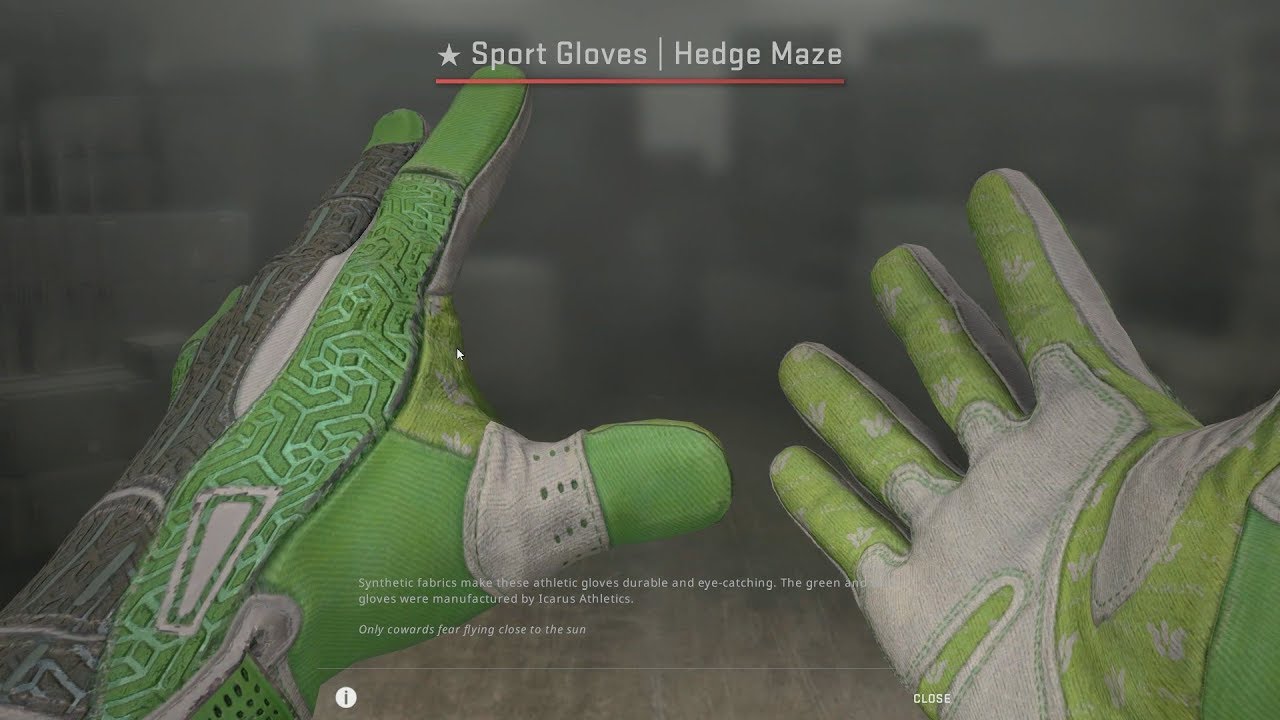 ★ Sport Gloves | Hedge Maze
Synthetic fabrics make these athletic gloves durable and eye-catching. The green and
gloves were manufactured by Icarus Athletics.
Only cowards fear flying close to the sun
CLOSE